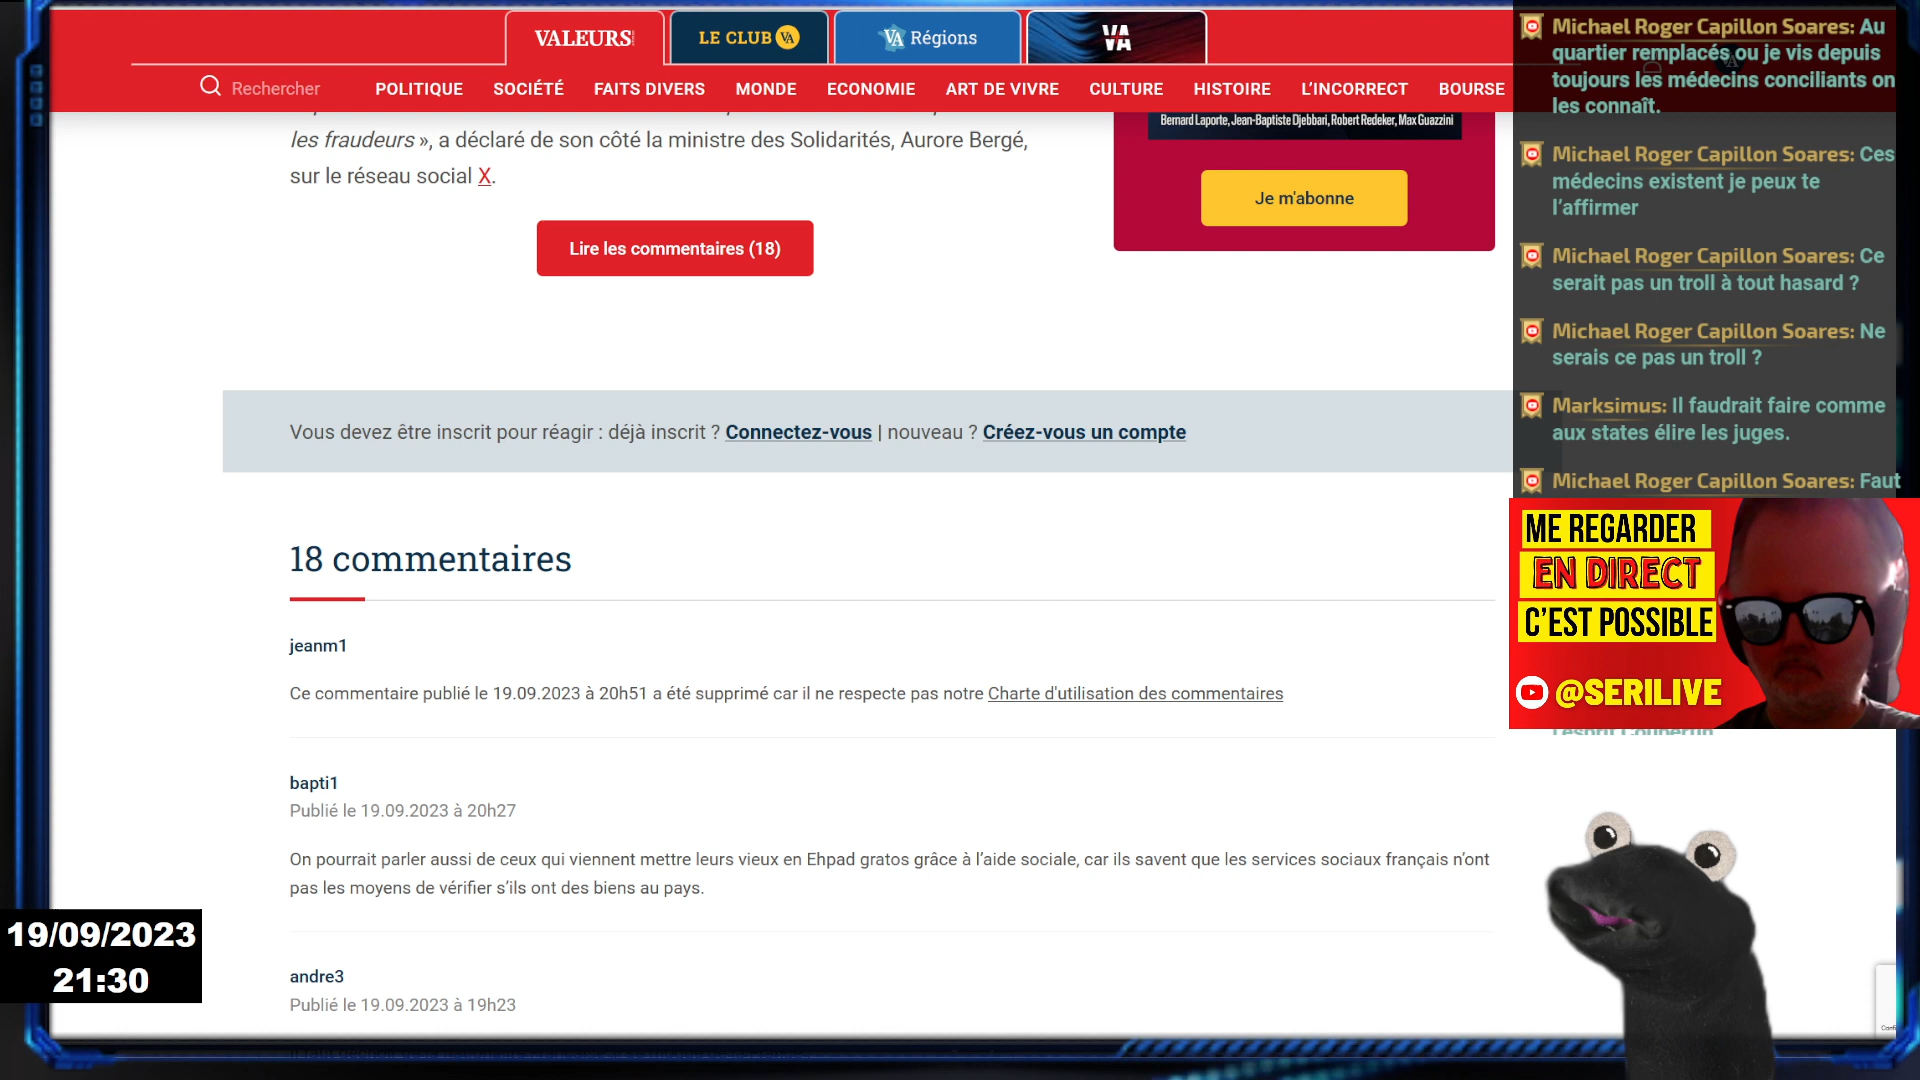 VALEURS
LE CLUB VA
VA Régions
VA
Rechercher
POLITIQUE SOCIÉTÉ FAITS DIVERS MONDE ECONOMIE ART DE VIVRE CULTURE HISTOIRE L'INCORRECT BOURSE
les fraudeurs », a déclaré de son côté la ministre des Solidarités, Aurore Bergé,
sur le réseau social X.
Lire les commentaires (18)
Bernard Laporte, Jean-Baptiste Djebbari, Robert Redeker, Max Guazzini
Je m'abonne
Vous devez être inscrit pour réagir : déjà inscrit ? Connectez-vous | nouveau ? Créez-vous un compte
18 commentaires
jeanm1
Ce commentaire publié le 19.09.2023 à 20h51 a été supprimé car il ne respecte pas notre Charte d'utilisation des commentaires
bapti1
Publié le 19.09.2023 à 20h27
On pourrait parler aussi de ceux qui viennent mettre leurs vieux en Ehpad gratos grâce à l'aide sociale, car ils savent que les services sociaux français n'ont
pas les moyens de vérifier s'ils ont des biens au pays.
andre3
Publié le 19.09.2023 à 19h23
Michael Roger Capillon Soares: Au
quartier remplacés ou je vis depuis
toujours les médecins conciliants on
les connaît.
Michael Roger Capillon Soares: Ces
médecins existent je peux te
l'affirmer
Michael Roger Capillon Soares: Ce
serait pas un troll à tout hasard ?
Michael Roger Capillon Soares: Ne
serais ce pas un troll ?
Marksimus: Il faudrait faire comme
aux states élire les juges.
Michael Roger Capillon Soares: Faut
ME REGARDER
EN DIRECT
C'EST POSSIBLE
@SERILIVE
19/09/2023
21:30